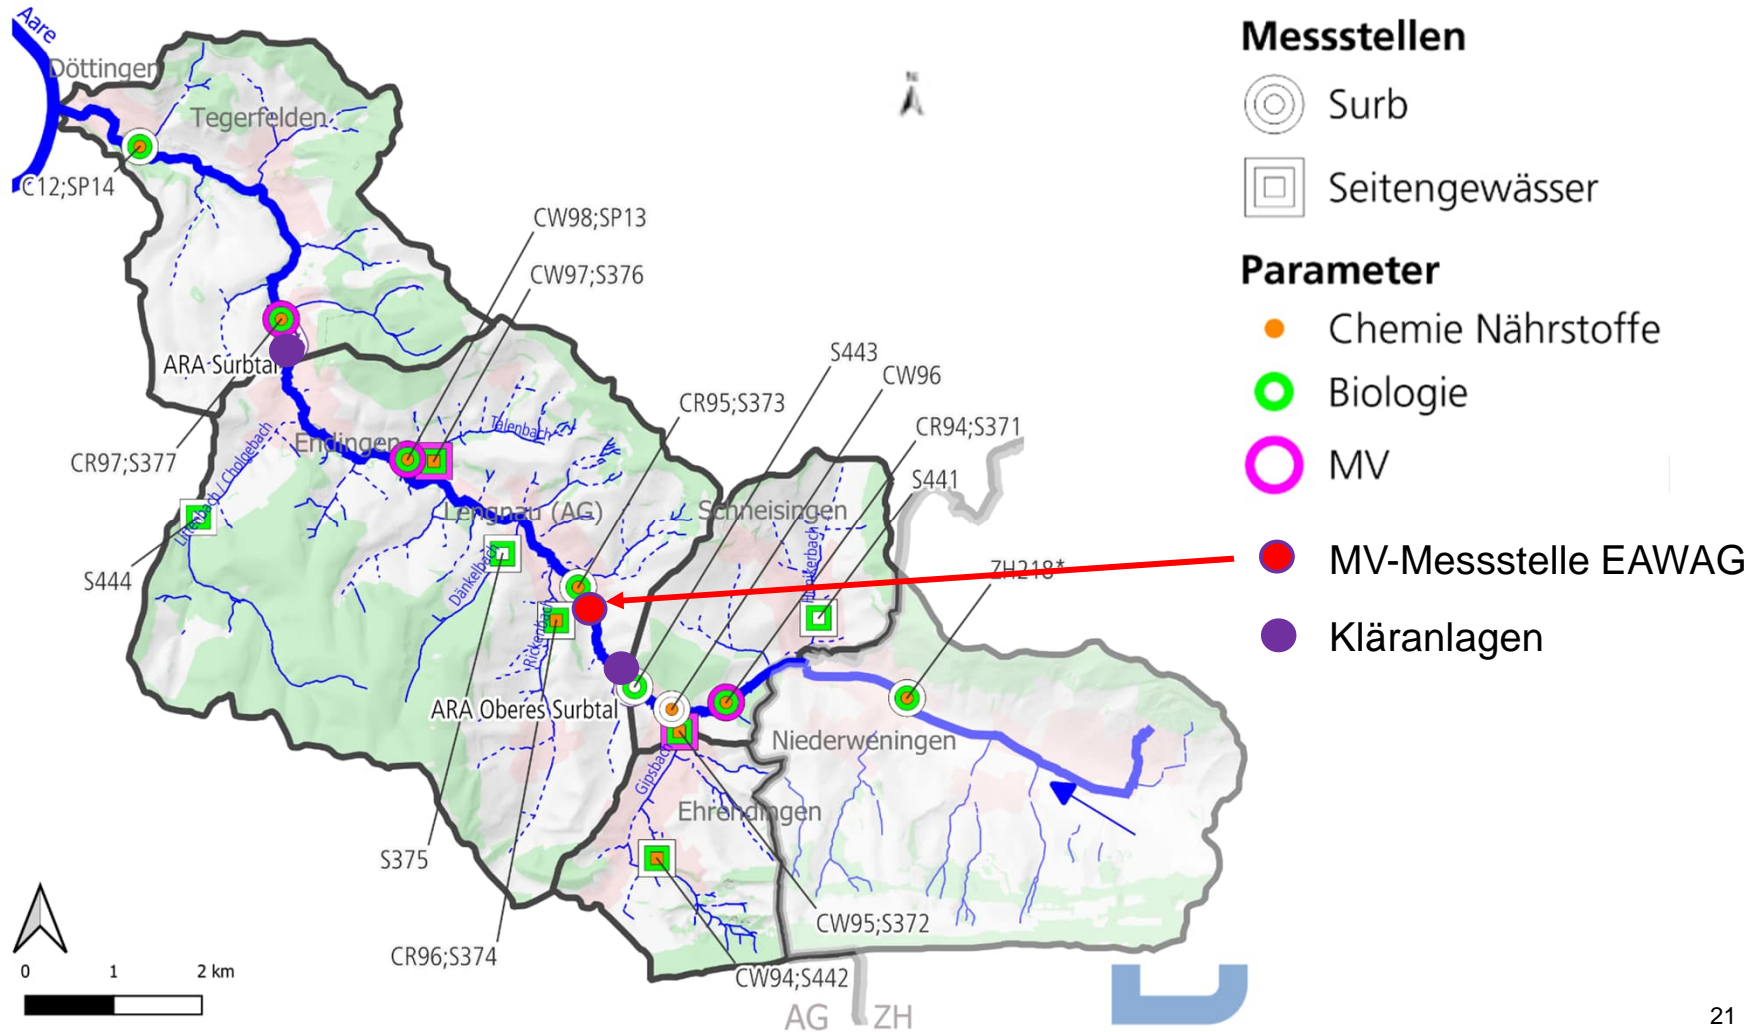 Aare
Döttingen
Tegerfelden
C12;SP14
CW98;SP13
CW97;S376
ARA Surbtal
S443
CW96
CR95;S373
CR94;S371
Talenbach
Endingen
CR97;S377
S441
Littenbach / Cholgebach
Lengnau (AG)
Schneisingen
S444
Dänkelbach
ZH218*
Rickenbach
ARA Oberes Surbtal
Niederweningen
Gipsbach
Ehrendingen
S375
CW95;S372
CR96;S374
CW94;S442
0 1 2 km
AG ZH
N
Messstellen
Surb
Seitengewässer
Parameter
Chemie Nährstoffe
Biologie
MV
MV-Messstelle EAWAG
Kläranlagen
21